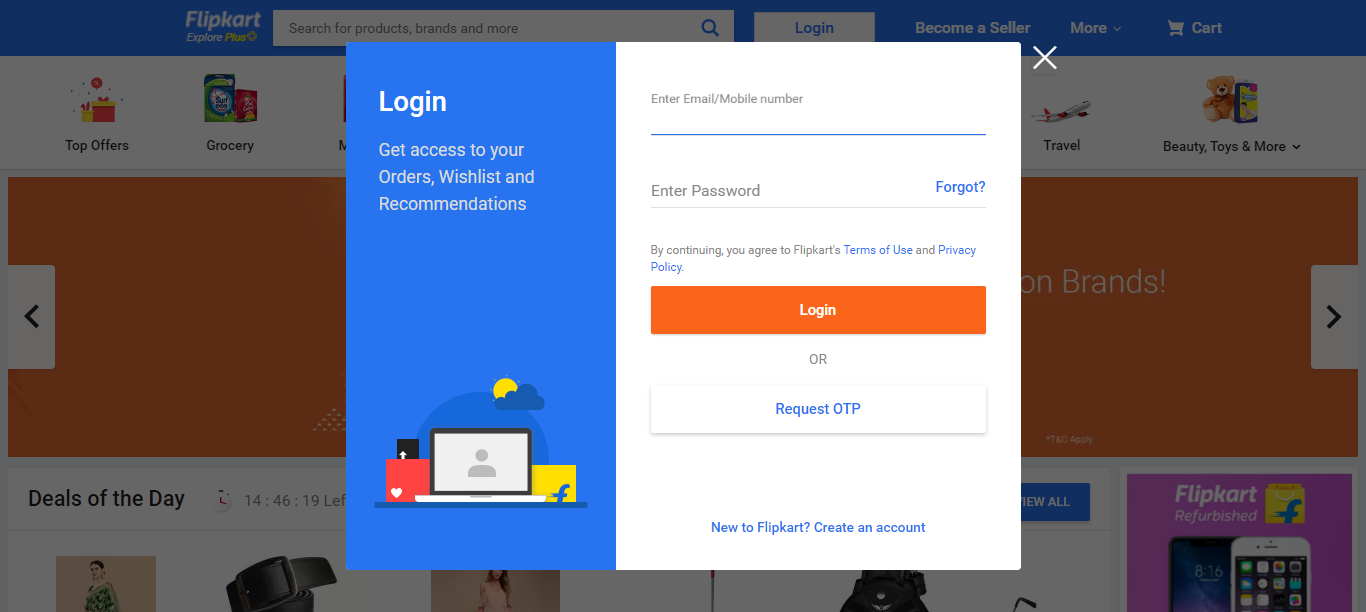 Flipkart
Explore Plus
Search for products, brands and more
Login
Become a Seller
More
Cart
Top Offers
Grocery
M
Travel
Beauty, Toys & More
Login
Get access to your
Orders, Wishlist and
Recommendations
Enter Email/Mobile number
Enter Password
Forgot?
By continuing, you agree to Flipkart's Terms of Use and Privacy
Policy.
Login
OR
Request OTP
New to Flipkart? Create an account
on Brands!
*T&C Apply
Deals of the Day
14 : 46 : 19 Lef
VIEW ALL
Flipkart
Refurbished
8:16